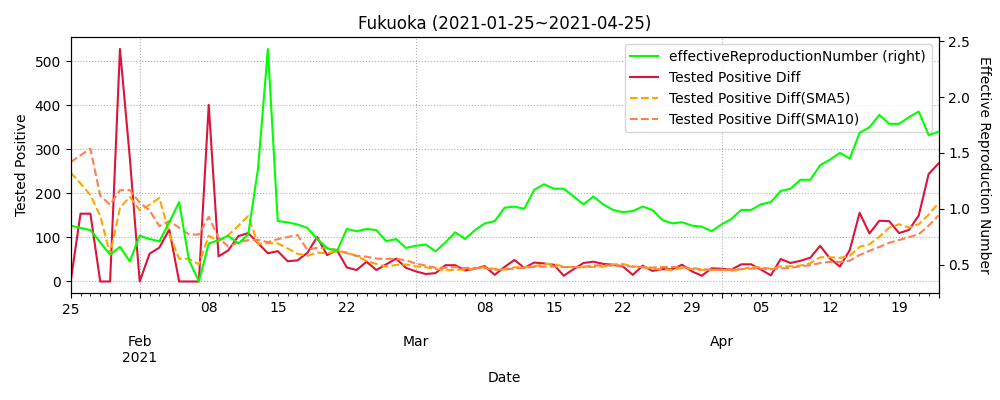 Fukuoka (2021-01-25~2021-04-25)
effectiveReproductionNumber (right)
Tested Positive Diff
Tested Positive Diff(SMA5)
Tested Positive Diff(SMA10)
Tested Positive
500
400
300
200
100
0
Effective Reproduction Number
2.5
2.0
1.5
1.0
0.5
25 08 15 22 08 15 22 29 05 12 19
Feb Mar Apr
2021
Date